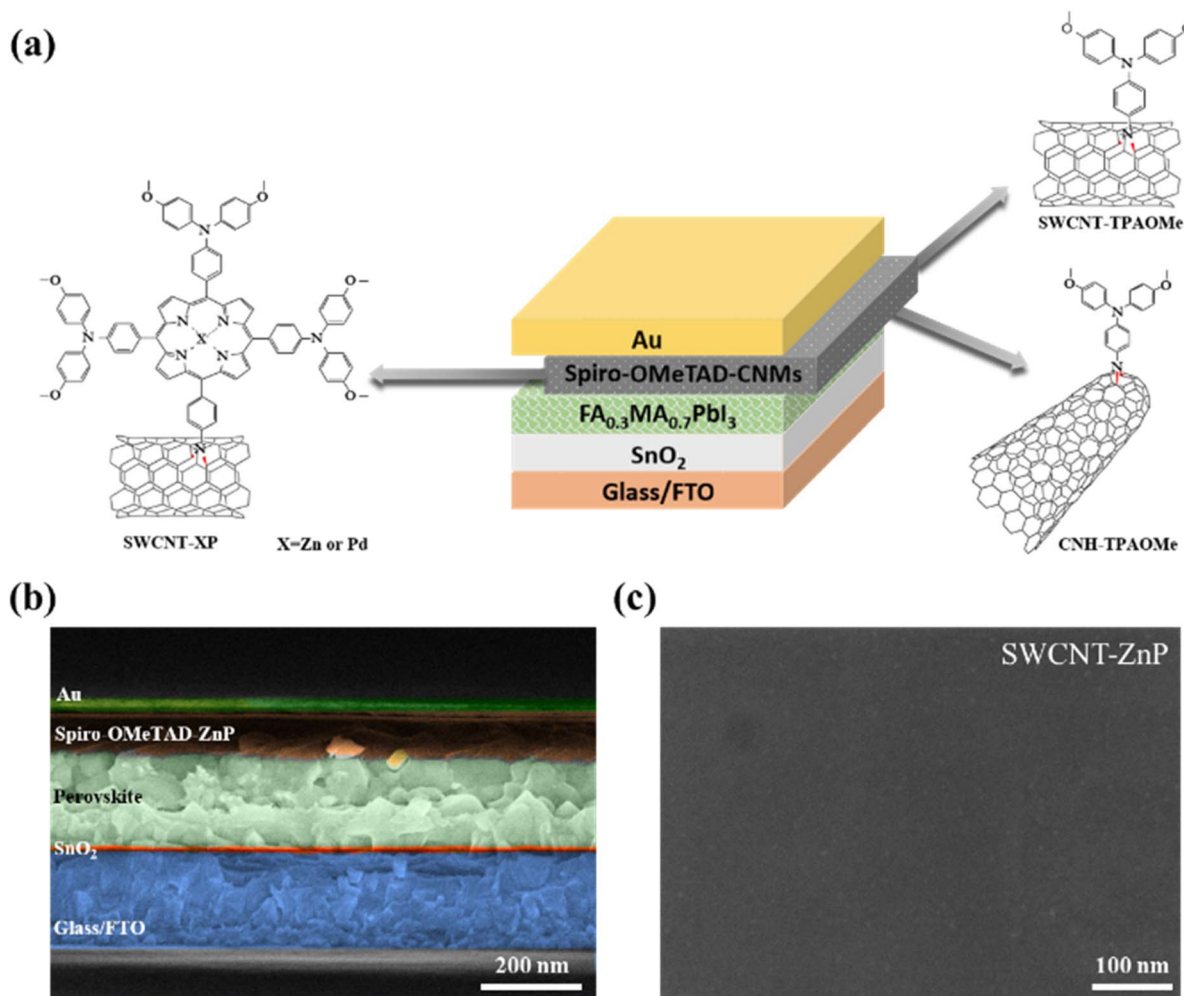 (a)
O
O
N
N
SWCNT-TPAOMe
O
O
N
N
CNH-TPAOMe
O
O
N
O
O
N
N
N
X
N
N
N
O
O
N
SWCNT-XP
X=Zn or Pd
Au
Spiro-OMeTAD-CNMs
FA0.3MA0.7PbI3
SnO2
Glass/FTO
(b)
Au
Spiro-OMeTAD-ZnP
Perovskite
SnO2
Glass/FTO
200 nm
(c)
SWCNT-ZnP
100 nm